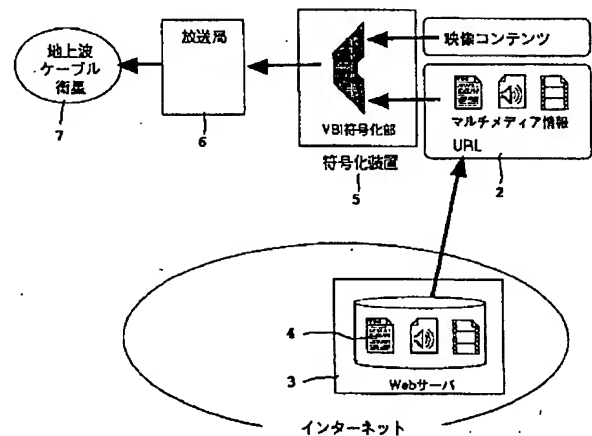 地上波
ケーブル
衛星
7
放送局
6
VBI符号化部
符号化装置
5
映像コンテンツ
マルチメディア情報
URL
2
4
3
Webサーバ
インターネット